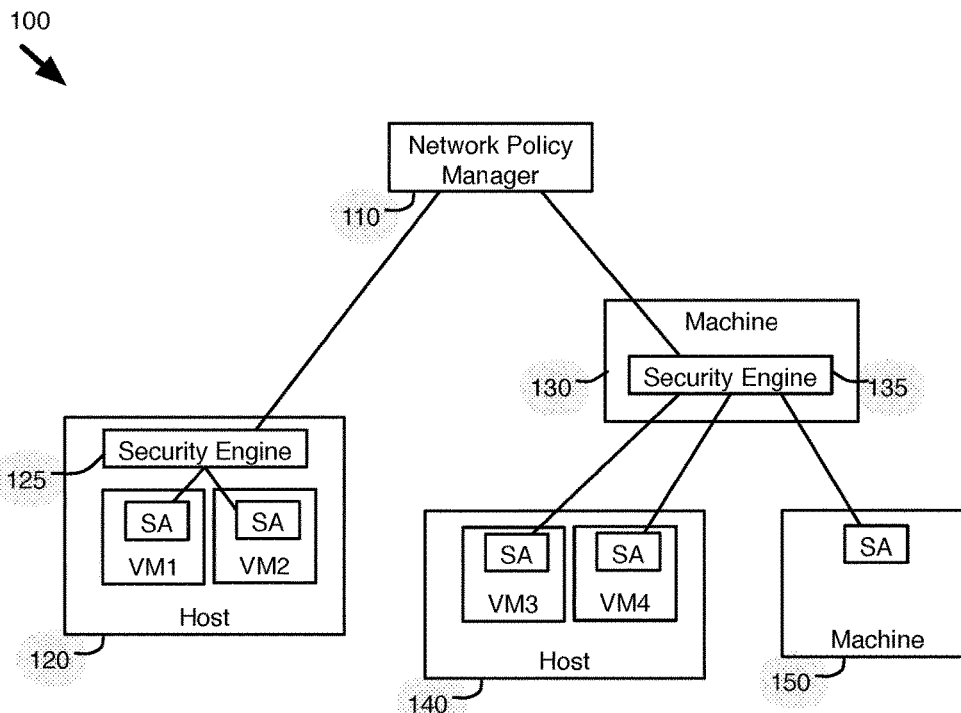 100
Network Policy
Manager
110
Machine
130
Security Engine
135
Security Engine
125
SA
SA
VM1
VM2
Host
120
SA
SA
VM3
VM4
Host
140
SA
Machine
150